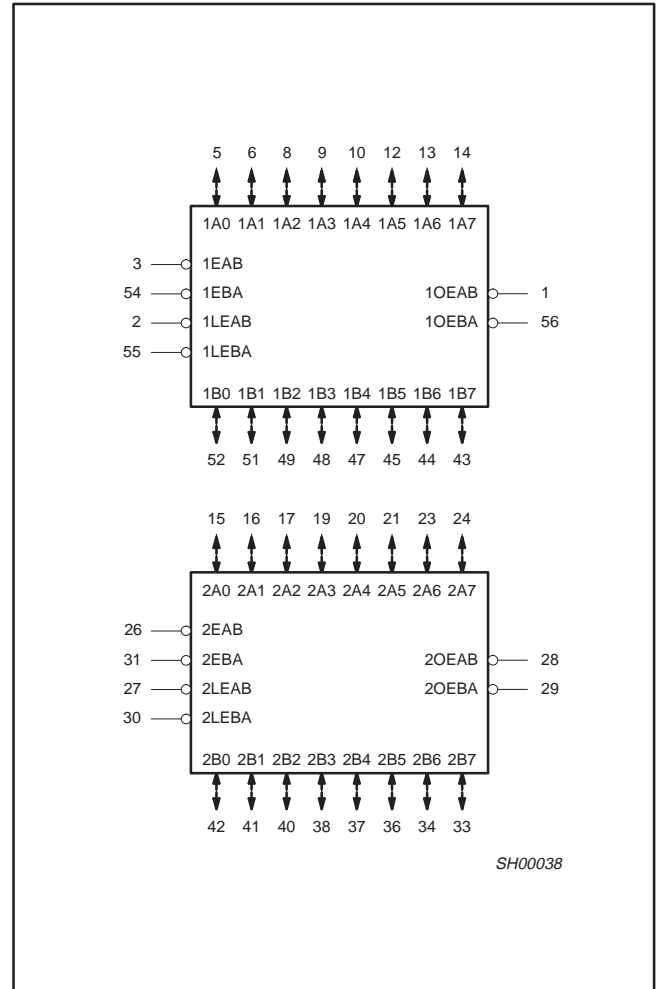 5 6 8 9 10 12 13 14
1A0 1A1 1A2 1A3 1A4 1A5 1A6 1A7
3 1EAB
54 1EBA 1OEAB 1
2 1LEAB 1OEBA 56
55 1LEBA
1B0 1B1 1B2 1B3 1B4 1B5 1B6 1B7
52 51 49 48 47 45 44 43
15 16 17 19 20 21 23 24
2A0 2A1 2A2 2A3 2A4 2A5 2A6 2A7
26 2EAB
31 2EBA 2OEAB 28
27 2LEAB 2OEBA 29
30 2LEBA
2B0 2B1 2B2 2B3 2B4 2B5 2B6 2B7
42 41 40 38 37 36 34 33
SH00038